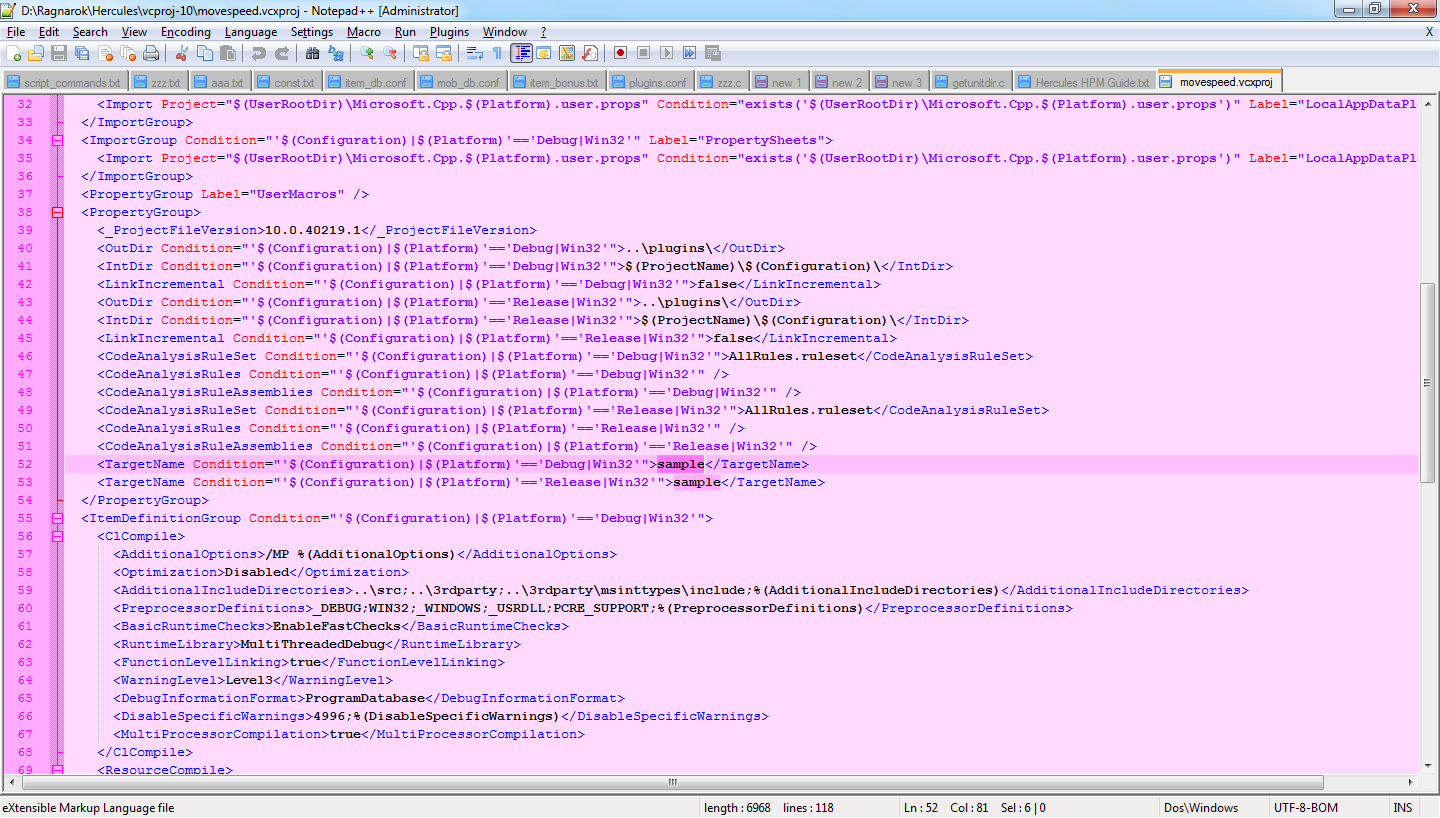 D:\Ragnarok\Hercules\vcproj-10\movespeed.vcxproj - Notepad++ [Administrator]
File Edit Search View Encoding Language Settings Macro Run Plugins Window ? X
script_commands.txt zzz.txt aaa.txt const.txt item_db.conf mob_db.conf item_bonus.txt plugins.conf zzz.c new 1 new 2 new 3 getunitdir.c Hercules HPM Guide.txt movespeed.vcxproj
32 <Import Project="$(UserRootDir)\Microsoft.Cpp.$(Platform).user.props" Condition="exists('$(UserRootDir)\Microsoft.Cpp.$(Platform).user.props')" Label="LocalAppDataPl
33 </ImportGroup>
34 <ImportGroup Condition="'$(Configuration)|$(Platform)'=='Debug|Win32'" Label="PropertySheets">
35 <Import Project="$(UserRootDir)\Microsoft.Cpp.$(Platform).user.props" Condition="exists('$(UserRootDir)\Microsoft.Cpp.$(Platform).user.props')" Label="LocalAppDataPl
36 </ImportGroup>
37 <PropertyGroup Label="UserMacros" />
38 <PropertyGroup>
39 <_ProjectFileVersion>10.0.40219.1</_ProjectFileVersion>
40 <OutDir Condition="'$(Configuration)|$(Platform)'=='Debug|Win32'">..\plugins\</OutDir>
41 <IntDir Condition="'$(Configuration)|$(Platform)'=='Debug|Win32'">$(ProjectName)\$(Configuration)\</IntDir>
42 <LinkIncremental Condition="'$(Configuration)|$(Platform)'=='Debug|Win32'">false</LinkIncremental>
43 <OutDir Condition="'$(Configuration)|$(Platform)'=='Release|Win32'">..\plugins\</OutDir>
44 <IntDir Condition="'$(Configuration)|$(Platform)'=='Release|Win32'">$(ProjectName)\$(Configuration)\</IntDir>
45 <LinkIncremental Condition="'$(Configuration)|$(Platform)'=='Release|Win32'">false</LinkIncremental>
46 <CodeAnalysisRuleSet Condition="'$(Configuration)|$(Platform)'=='Debug|Win32'">AllRules.ruleset</CodeAnalysisRuleSet>
47 <CodeAnalysisRules Condition="'$(Configuration)|$(Platform)'=='Debug|Win32'" />
48 <CodeAnalysisRuleAssemblies Condition="'$(Configuration)|$(Platform)'=='Debug|Win32'" />
49 <CodeAnalysisRuleSet Condition="'$(Configuration)|$(Platform)'=='Release|Win32'">AllRules.ruleset</CodeAnalysisRuleSet>
50 <CodeAnalysisRules Condition="'$(Configuration)|$(Platform)'=='Release|Win32'" />
51 <CodeAnalysisRuleAssemblies Condition="'$(Configuration)|$(Platform)'=='Release|Win32'" />
52 <TargetName Condition="'$(Configuration)|$(Platform)'=='Debug|Win32'">sample</TargetName>
53 <TargetName Condition="'$(Configuration)|$(Platform)'=='Release|Win32'">sample</TargetName>
54 </PropertyGroup>
55 <ItemDefinitionGroup Condition="'$(Configuration)|$(Platform)'=='Debug|Win32'">
56 <ClCompile>
57 <AdditionalOptions>/MP %(AdditionalOptions)</AdditionalOptions>
58 <Optimization>Disabled</Optimization>
59 <AdditionalIncludeDirectories>..\src;..\3rdparty;..\3rdparty\msinttypes\include;%(AdditionalIncludeDirectories)</AdditionalIncludeDirectories>
60 <PreprocessorDefinitions>_DEBUG;WIN32;_WINDOWS;_USRDLL;PCRE_SUPPORT;%(PreprocessorDefinitions)</PreprocessorDefinitions>
61 <BasicRuntimeChecks>EnableFastChecks</BasicRuntimeChecks>
62 <RuntimeLibrary>MultiThreadedDebug</RuntimeLibrary>
63 <FunctionLevelLinking>true</FunctionLevelLinking>
64 <WarningLevel>Level3</WarningLevel>
65 <DebugInformationFormat>ProgramDatabase</DebugInformationFormat>
66 <DisableSpecificWarnings>4996;%(DisableSpecificWarnings)</DisableSpecificWarnings>
67 <MultiProcessorCompilation>true</MultiProcessorCompilation>
68 </ClCompile>
69 <ResourceCompile>
eXtensible Markup Language file length : 6968 lines : 118 Ln : 52 Col : 81 Sel : 6 | 0 Dos\Windows UTF-8-BOM INS